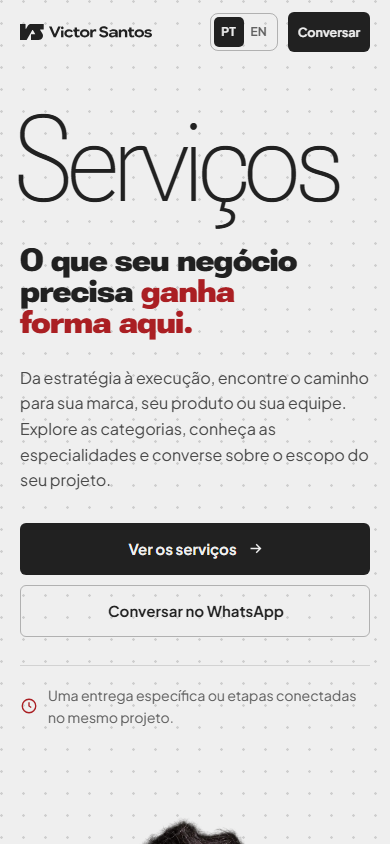 VS Victor Santos
PT EN
Conversar
Serviços
O que seu negócio
precisa ganha
forma aqui.
Da estratégia à execução, encontre o caminho
para sua marca, seu produto ou sua equipe.
Explore as categorias, conheça as
especialidades e converse sobre o escopo do
seu projeto.
Ver os serviços →
Conversar no WhatsApp
Uma entrega específica ou etapas conectadas
no mesmo projeto.